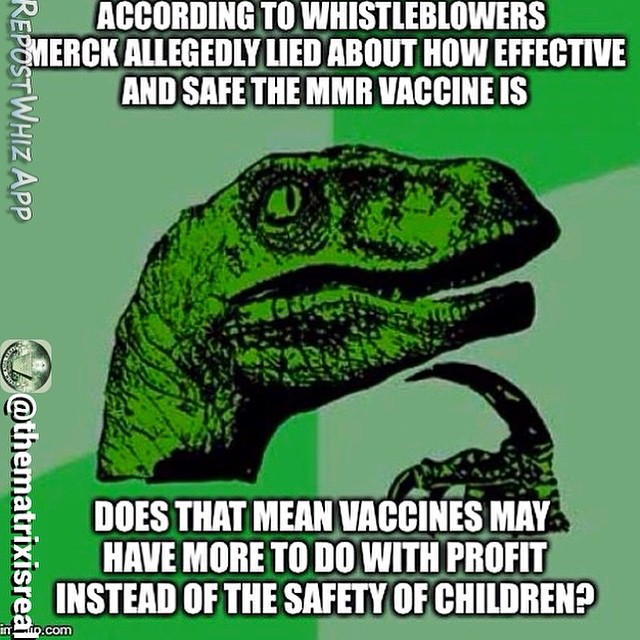 ACCORDING TO WHISTLEBLOWERS
MERCK ALLEGEDLY LIED ABOUT HOW EFFECTIVE
AND SAFE THE MMR VACCINE IS
REPOSTWHIZ APP
@thematrixisreal
DOES THAT MEAN VACCINES MAY
HAVE MORE TO DO WITH PROFIT
INSTEAD OF THE SAFETY OF CHILDREN?